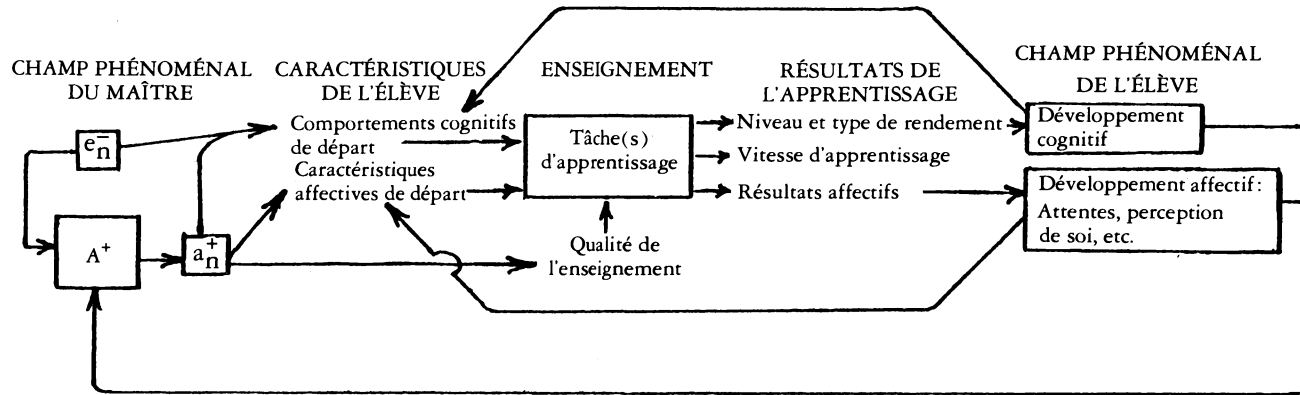 CHAMP PHÉNOMÉNAL
DU MAÎTRE
CARACTÉRISTIQUES
DE L'ÉLÈVE
ENSEIGNEMENT
RÉSULTATS DE
L'APPRENTISSAGE
CHAMP PHÉNOMÉNAL
DE L'ÉLÈVE
e⁻n
A⁺
a⁺n
Comportements cognitifs
de départ
Caractéristiques
affectives de départ
Tâche(s)
d'apprentissage
Qualité de
l'enseignement
Niveau et type de rendement
Vitesse d'apprentissage
Résultats affectifs
Développement
cognitif
Développement affectif :
Attentes, perception
de soi, etc.